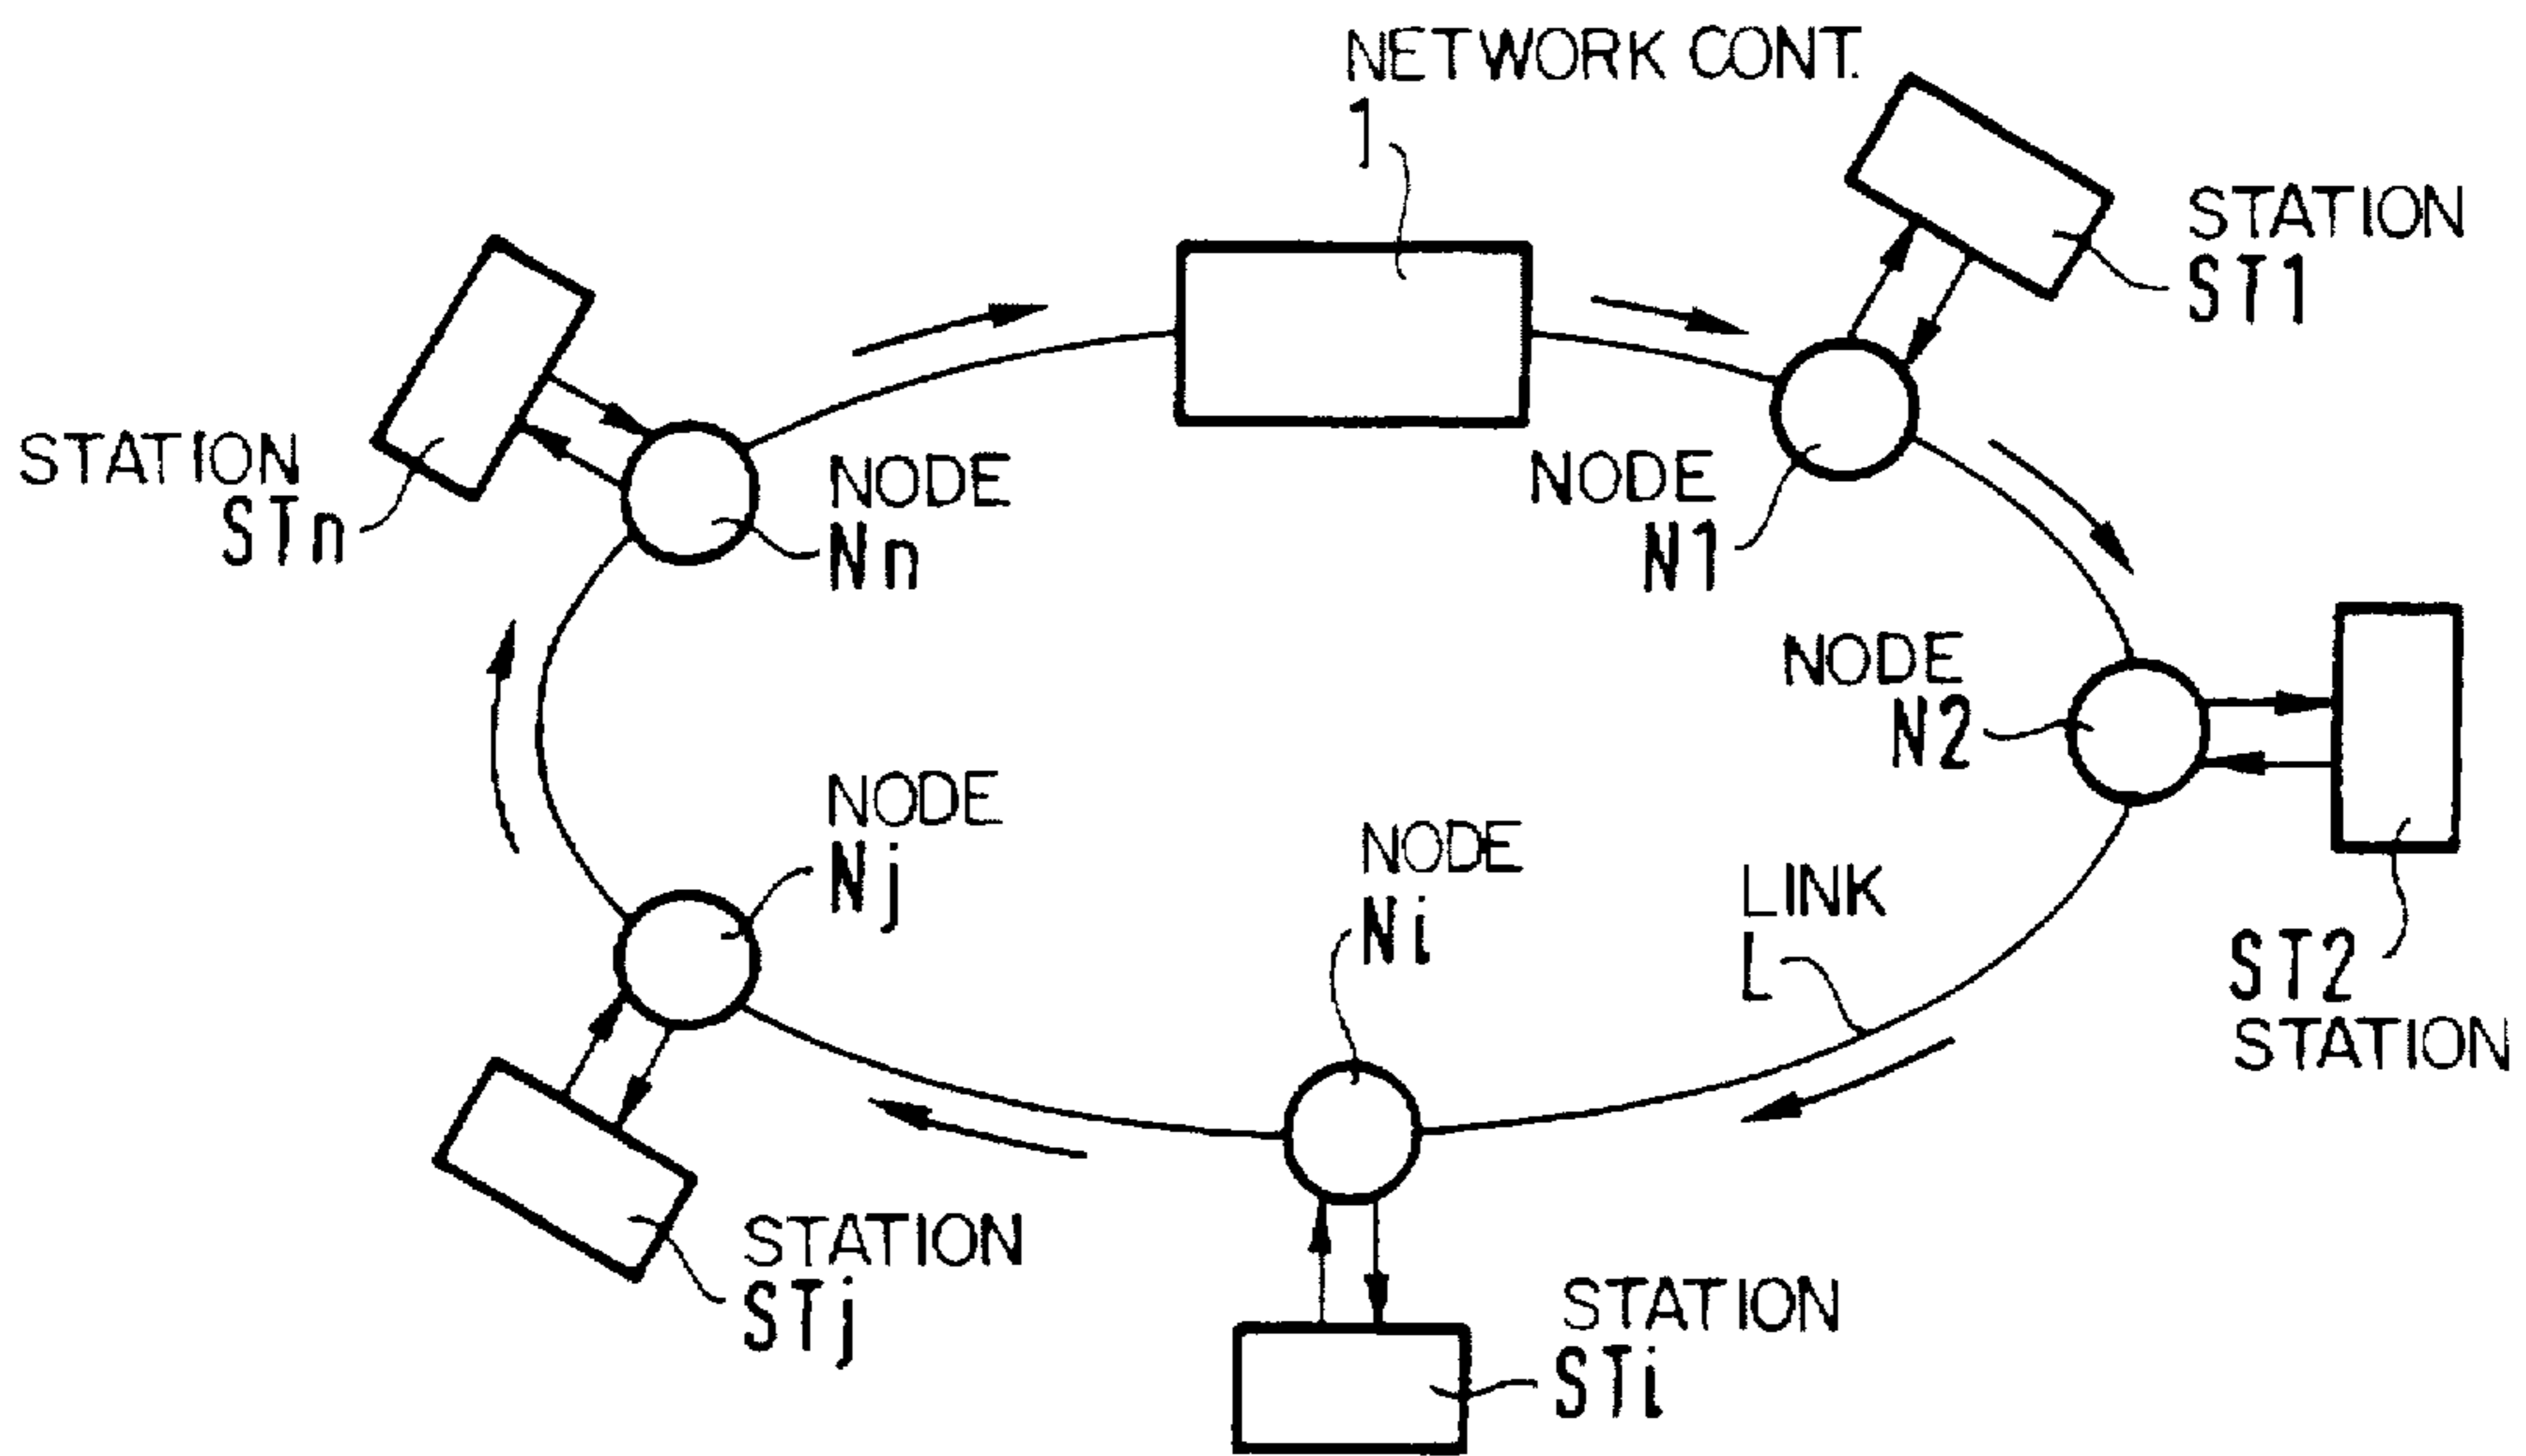 NETWORK CONT.
1
STATION
ST1
STATION
STn
NODE
Nn
NODE
N1
NODE
N2
NODE
Nj
NODE
Ni
LINK
L
ST2
STATION
STATION
STj
STATION
STi